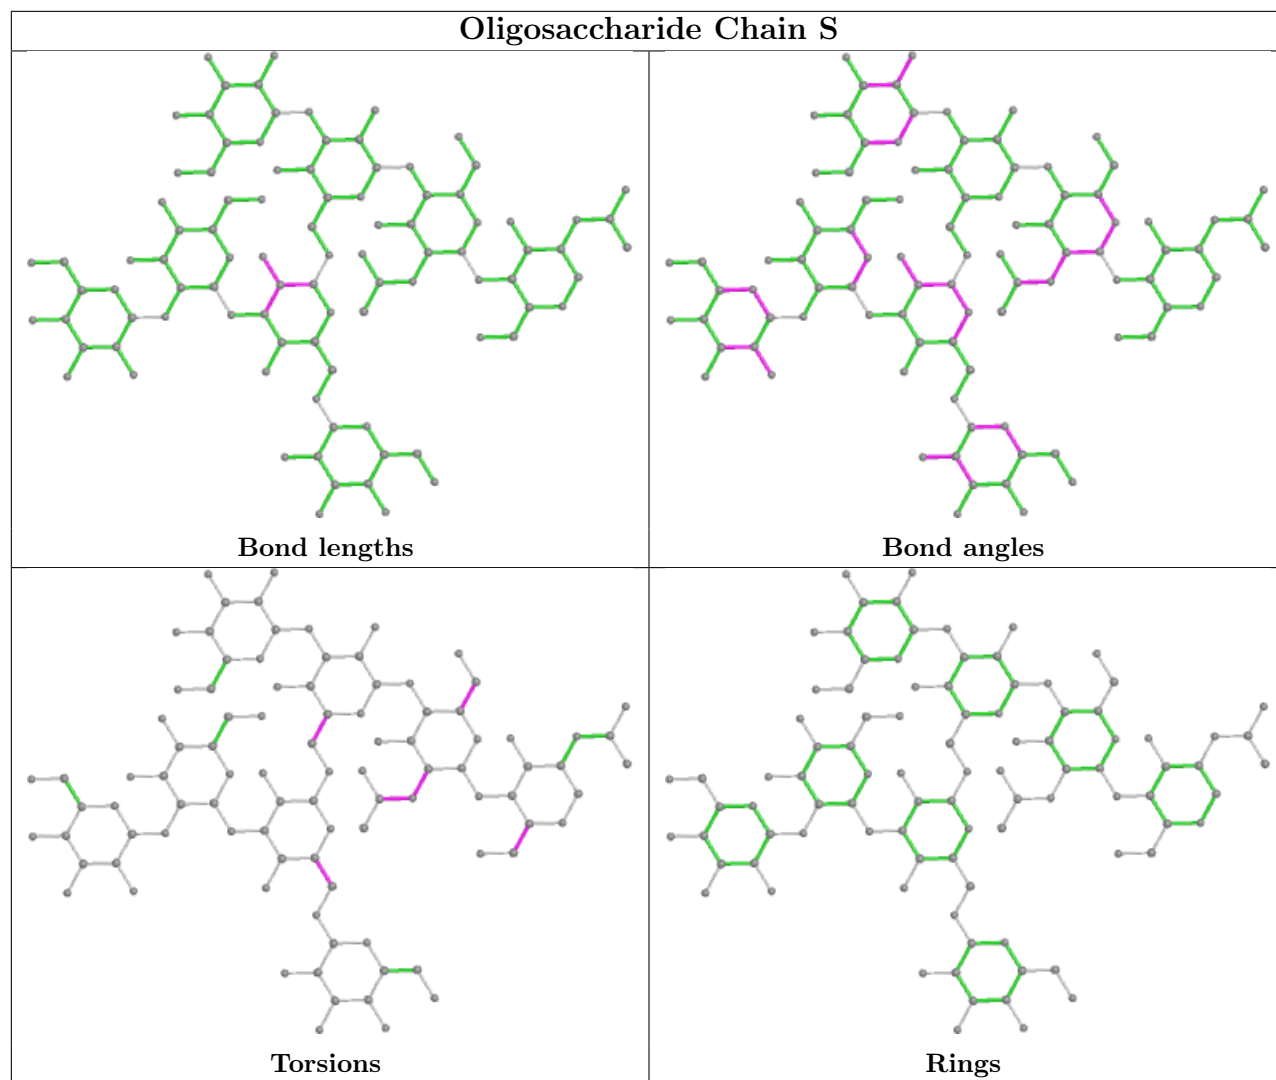 Oligosaccharide Chain S
Bond lengths
Bond angles
Torsions
Rings